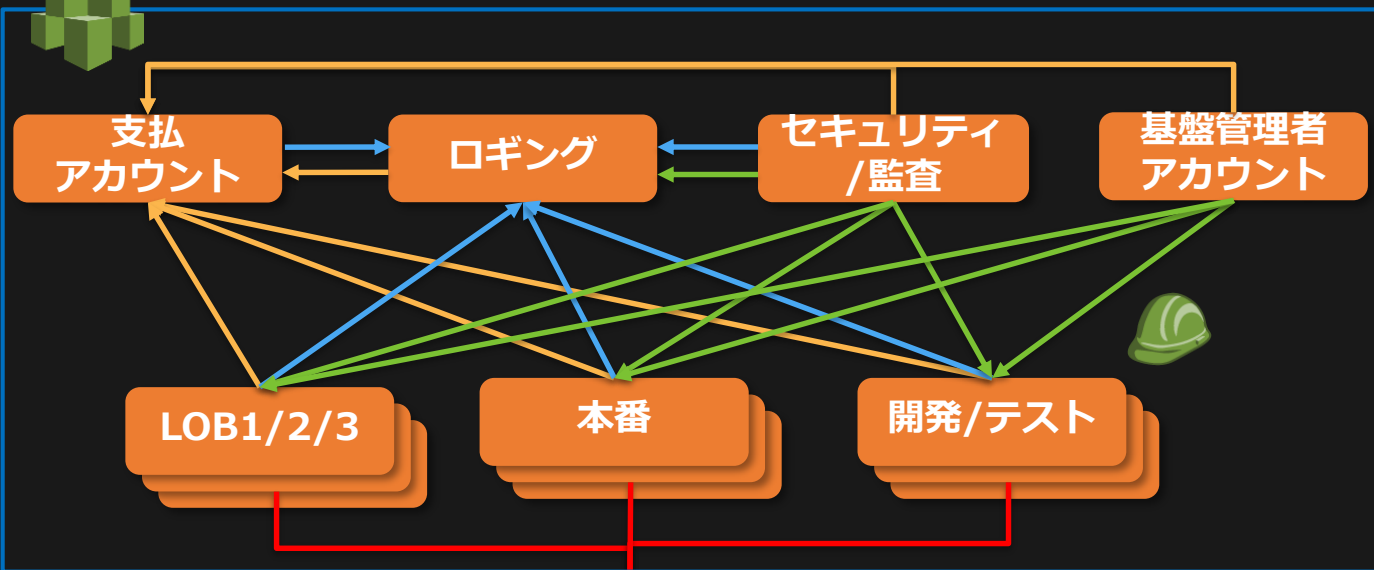 支払
アカウント
ロギング
セキュリティ
/監査
基盤管理者
アカウント
LOB1/2/3
本番
開発/テスト